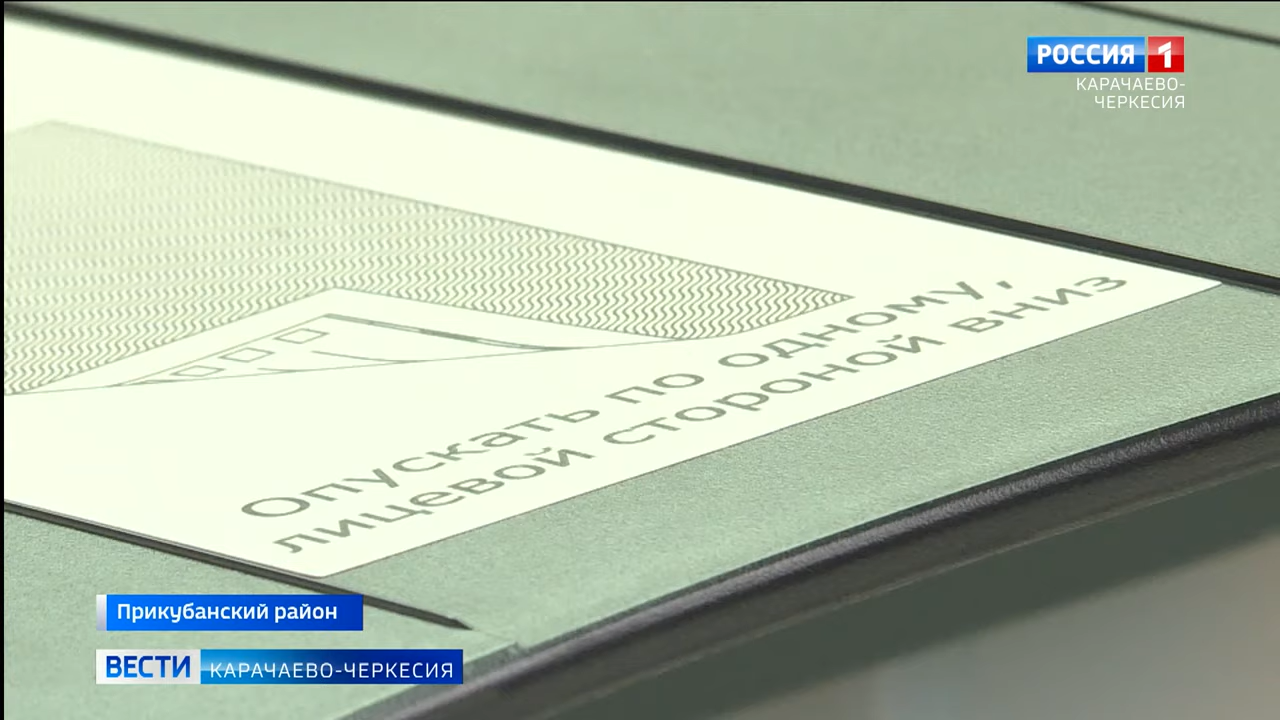 РОССИЯ 1
КАРАЧАЕВО-
ЧЕРКЕСИЯ
Опускать по одному,
лицевой стороной вниз
Прикубанский район
ВЕСТИ КАРАЧАЕВО-ЧЕРКЕСИЯ